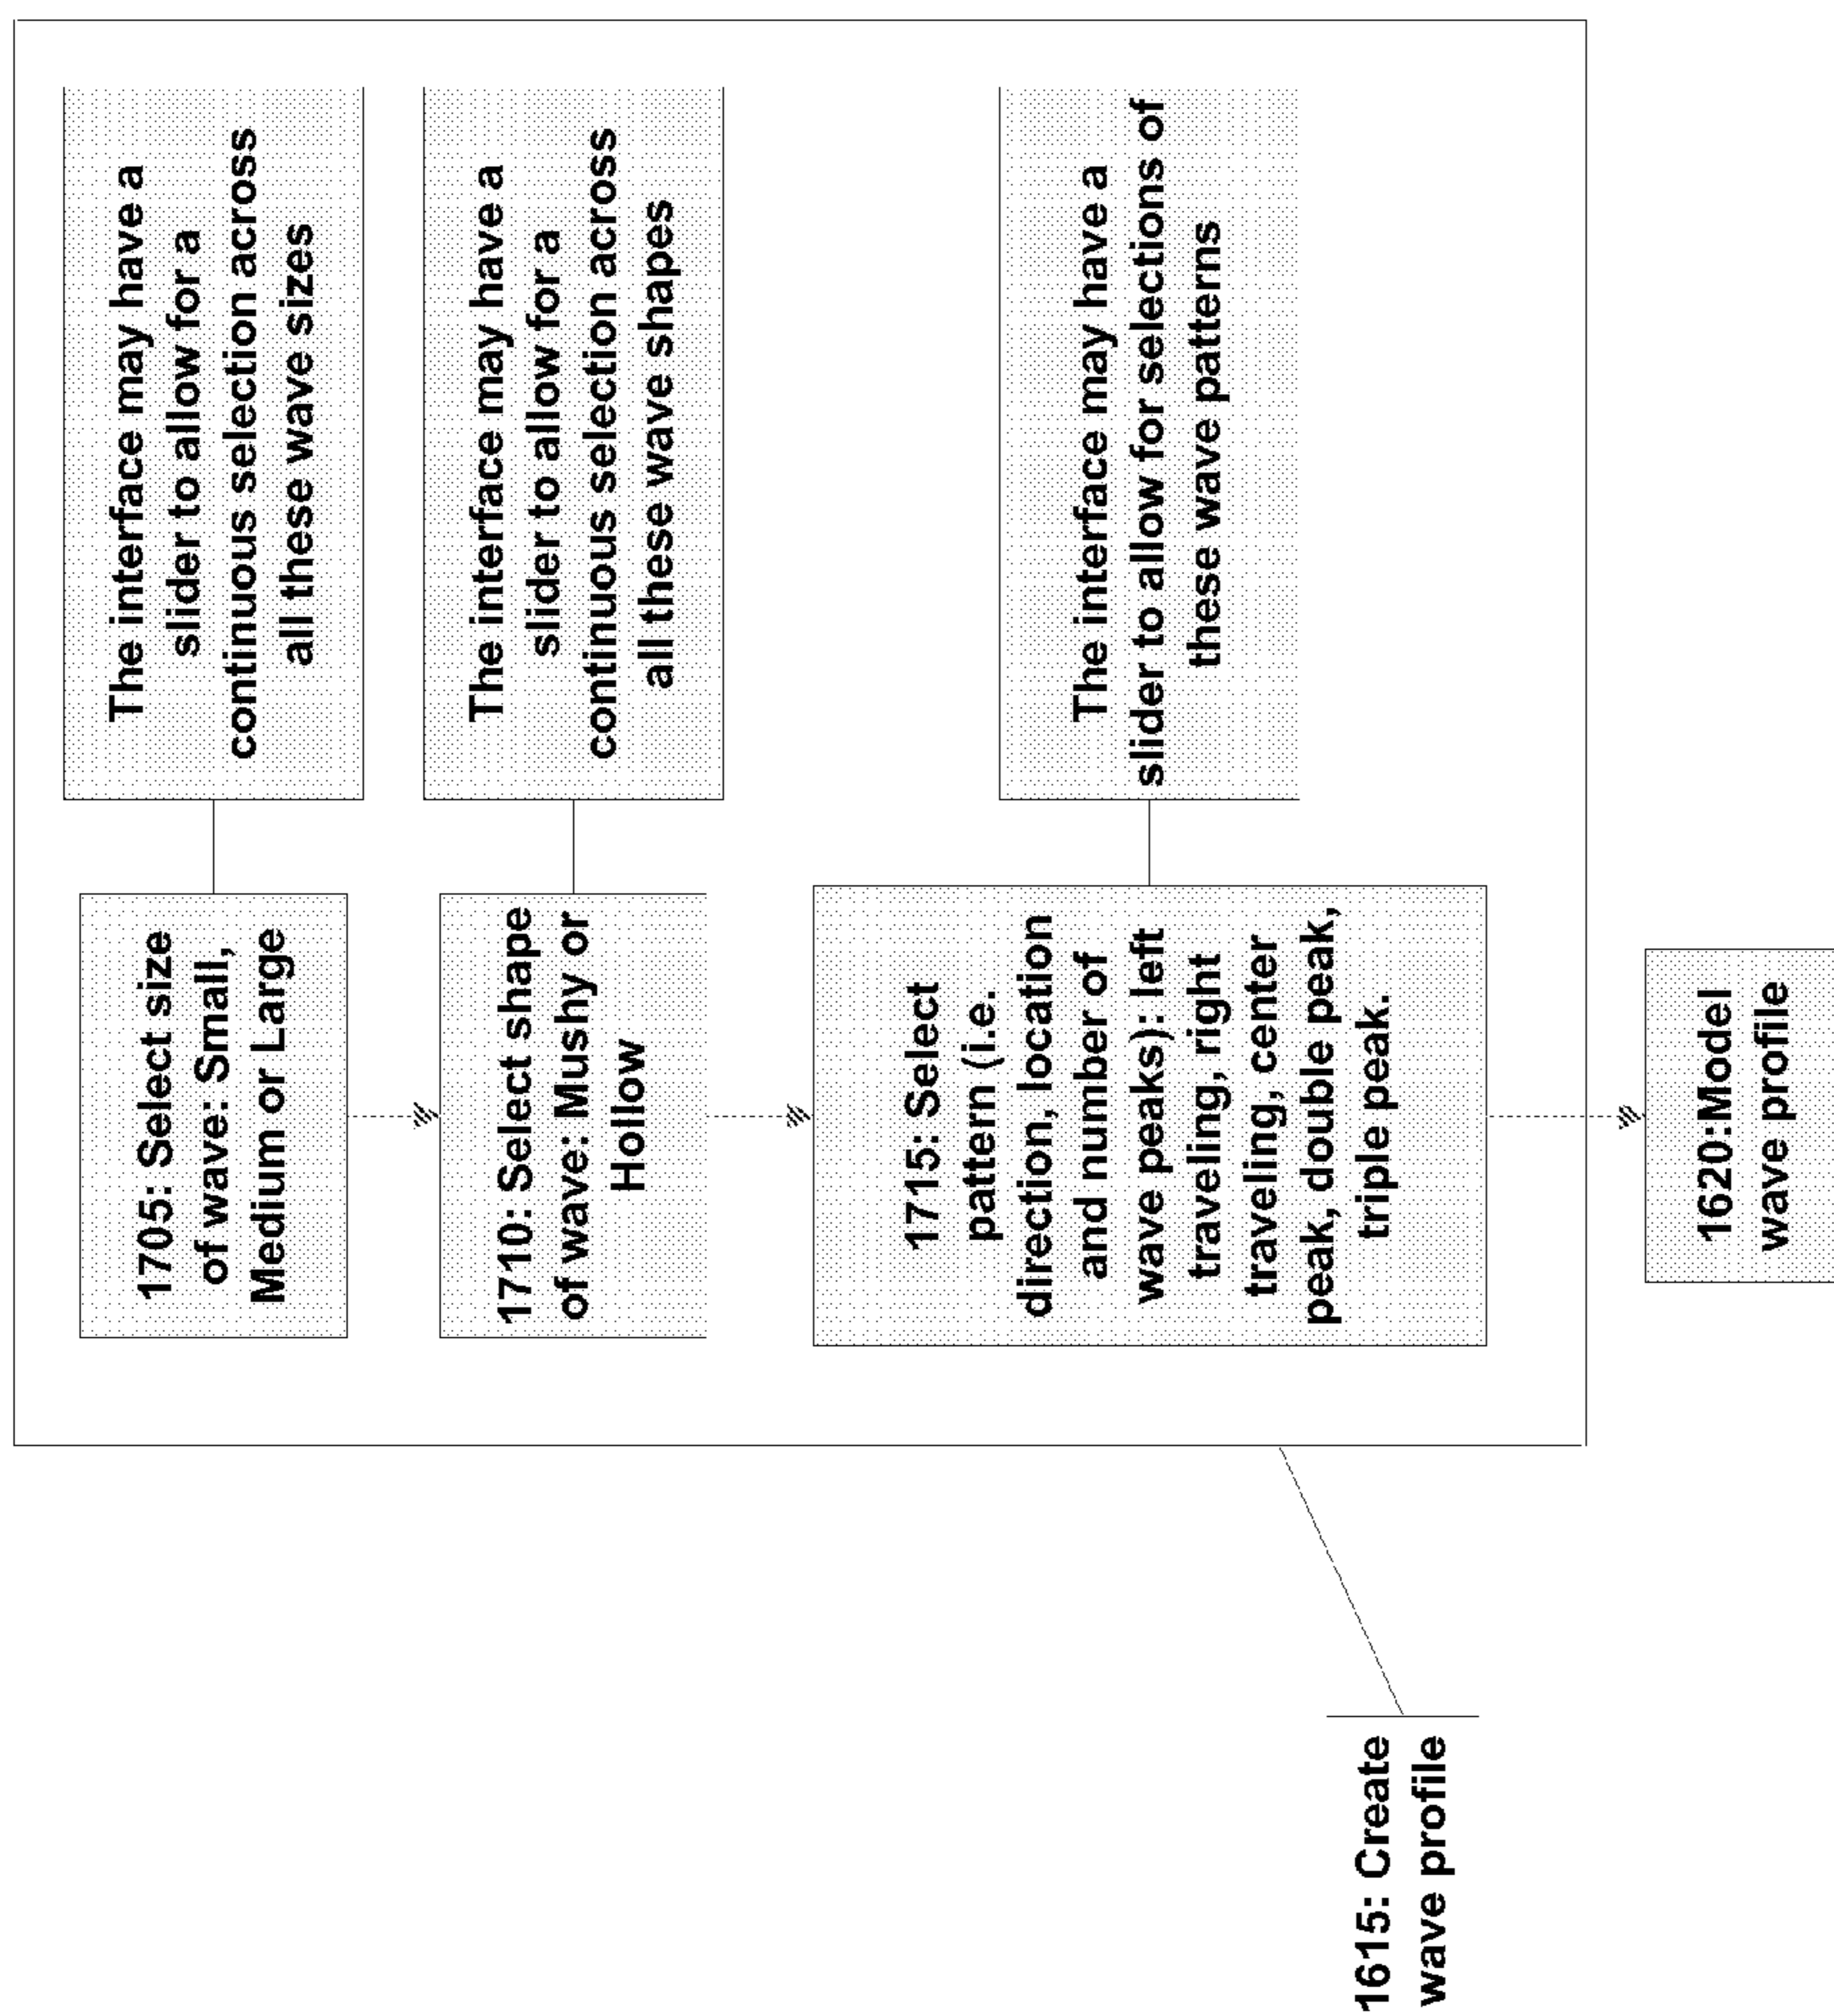 1705: Select size
of wave: Small,
Medium or Large
The interface may have a
slider to allow for a
continuous selection across
all these wave sizes
1710: Select shape
of wave: Mushy or
Hollow
The interface may have a
slider to allow for a
continuous selection across
all these wave shapes
1715: Select
pattern (i.e.
direction, location
and number of
wave peaks): left
traveling, right
traveling, center
peak, double peak,
triple peak.
The interface may have a
slider to allow for selections of
these wave patterns
1615: Create
wave profile
1620:Model
wave profile